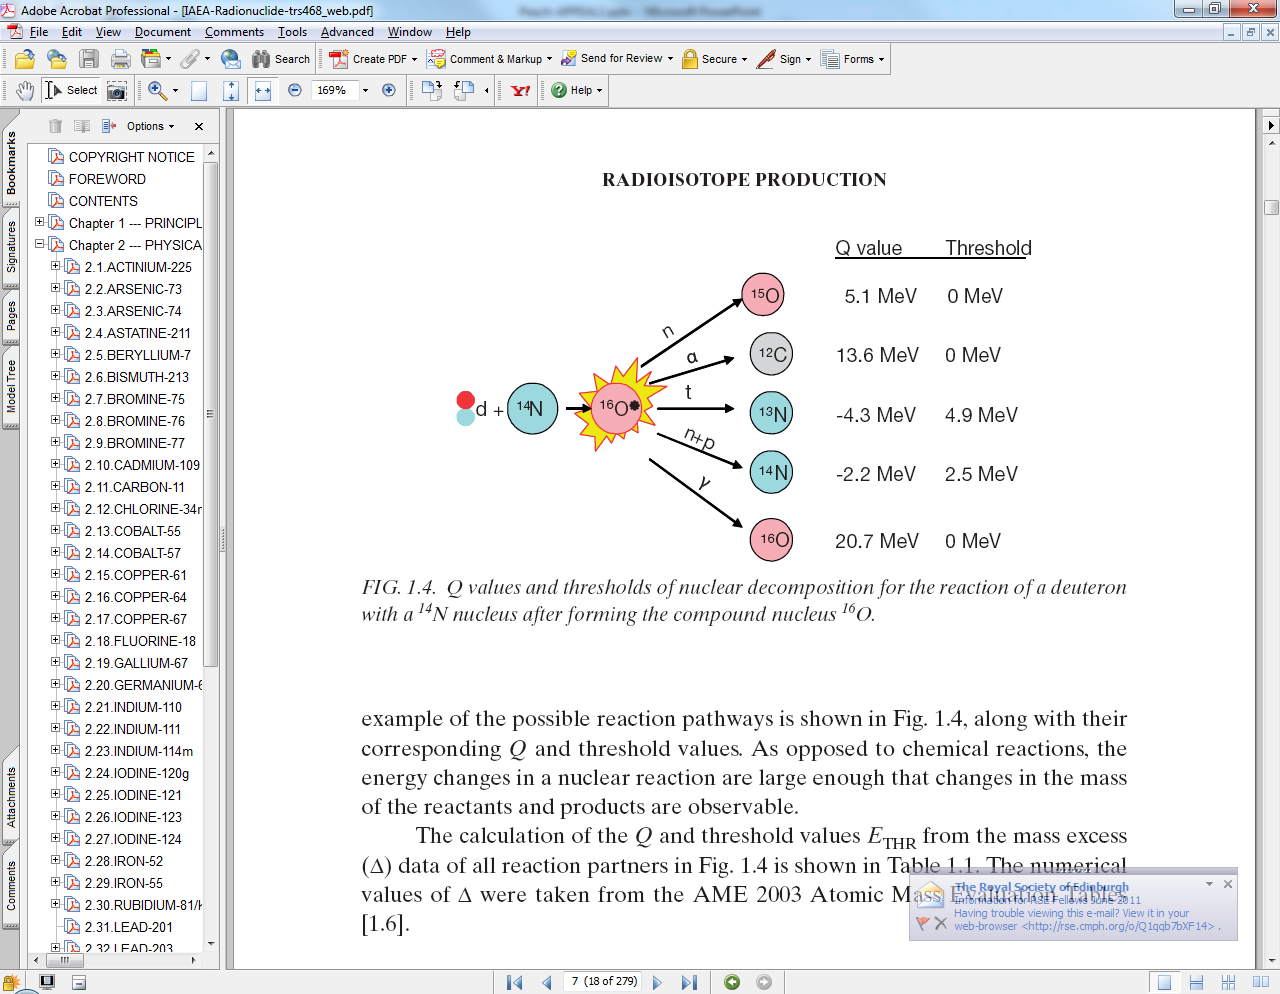 Adobe Acrobat Professional - [IAEA-Radionuclide-trs468_web.pdf]
File Edit View Document Comments Tools Advanced Window Help
Search Create PDF Comment & Markup Send for Review Secure Sign Forms
Select 169% Y! Help
Options
Bookmarks
Signatures
Pages
Model Tree
Attachments
Comments
COPYRIGHT NOTICE
FOREWORD
CONTENTS
Chapter 1 --- PRINCIPL
Chapter 2 --- PHYSICA
2.1.ACTINIUM-225
2.2.ARSENIC-73
2.3.ARSENIC-74
2.4.ASTATINE-211
2.5.BERYLLIUM-7
2.6.BISMUTH-213
2.7.BROMINE-75
2.8.BROMINE-76
2.9.BROMINE-77
2.10.CADMIUM-109
2.11.CARBON-11
2.12.CHLORINE-34m
2.13.COBALT-55
2.14.COBALT-57
2.15.COPPER-61
2.16.COPPER-64
2.17.COPPER-67
2.18.FLUORINE-18
2.19.GALLIUM-67
2.20.GERMANIUM-6
2.21.INDIUM-110
2.22.INDIUM-111
2.23.INDIUM-114m
2.24.IODINE-120g
2.25.IODINE-121
2.26.IODINE-123
2.27.IODINE-124
2.28.IRON-52
2.29.IRON-55
2.30.RUBIDIUM-81/K
2.31.LEAD-201
2.32.LEAD-203
RADIOISOTOPE PRODUCTION
Q value Threshold
n ¹⁵O 5.1 MeV 0 MeV
α ¹²C 13.6 MeV 0 MeV
d + ¹⁴N ¹⁶O* t ¹³N -4.3 MeV 4.9 MeV
n+p ¹⁴N -2.2 MeV 2.5 MeV
γ ¹⁶O 20.7 MeV 0 MeV
FIG. 1.4. Q values and thresholds of nuclear decomposition for the reaction of a deuteron
with a ¹⁴N nucleus after forming the compound nucleus ¹⁶O.
example of the possible reaction pathways is shown in Fig. 1.4, along with their
corresponding Q and threshold values. As opposed to chemical reactions, the
energy changes in a nuclear reaction are large enough that changes in the mass
of the reactants and products are observable.
The calculation of the Q and threshold values E_THR from the mass excess
(Δ) data of all reaction partners in Fig. 1.4 is shown in Table 1.1. The numerical
values of Δ were taken from the AME 2003 Atomic Mass Evaluation Tables
[1.6].
The Royal Society of Edinburgh
Information for RSE Fellows June 2011
Having trouble viewing this e-mail? View it in your
web-browser <http://rse.cmph.org/o/Q1qqb7bXF14> .
7 (18 of 279)